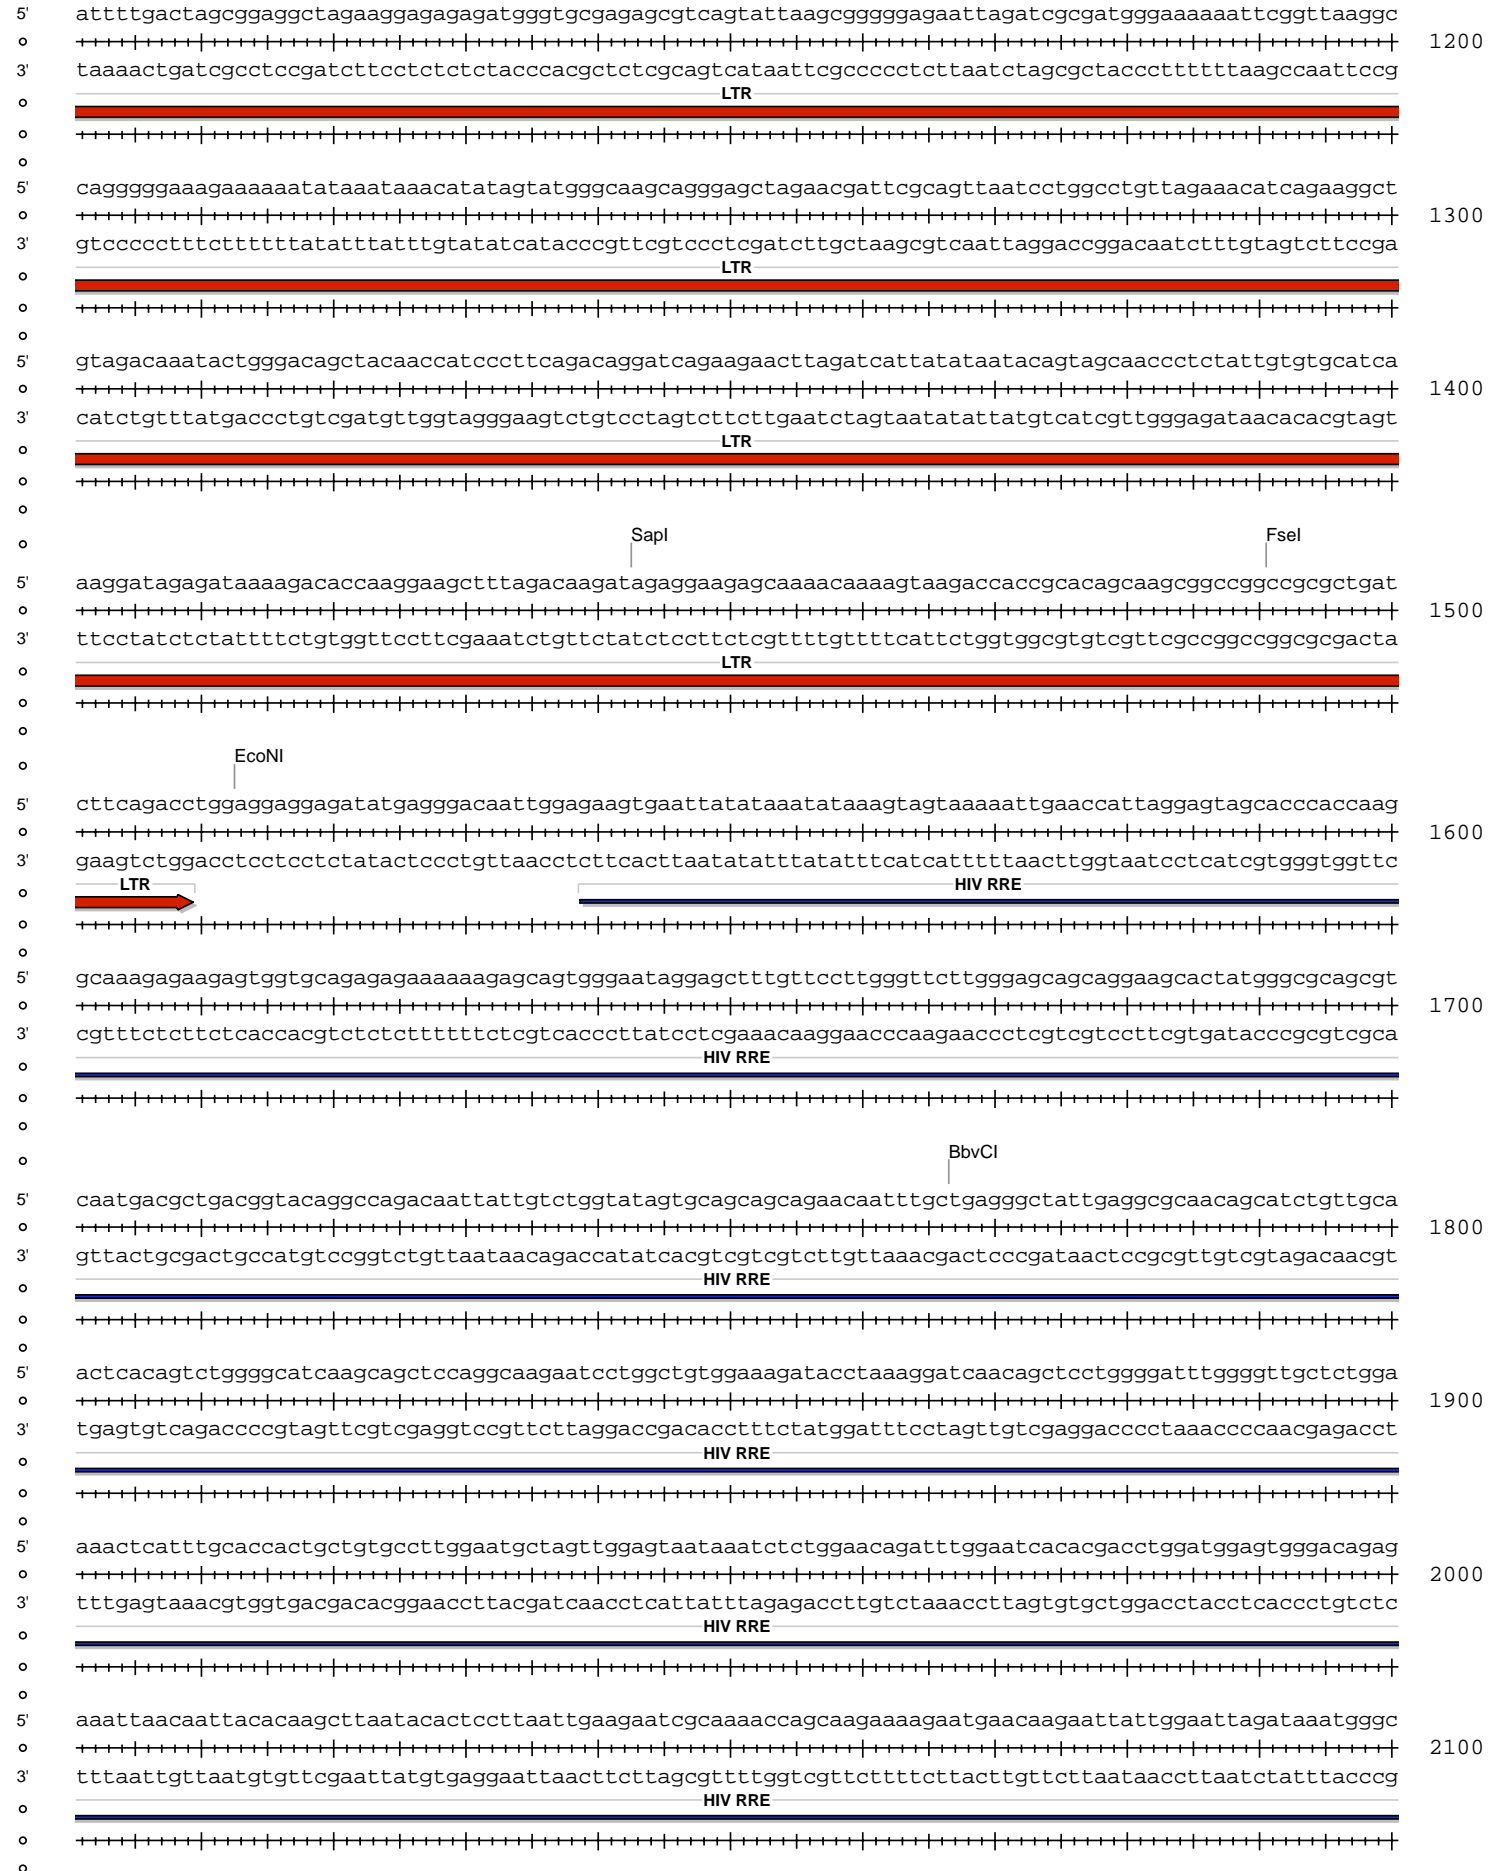 5' attttgactagcggaggctagaaggagagagatgggtgcgagagcgtcagtattaagcgggggagaattagatcgcgatgggaaaaaattcggttaaggc
1200
3' taaaactgatcgcctccgatcttcctctctctacccacgctctcgcagtcataattcgccccctcttaatctagcgctacccttttttaagccaattccg
LTR
5' cagggggaaagaaaaaatataaataaacatatagtatgggcaagcagggagctagaacgattcgcagttaatcctggcctgttagaaacatcagaaggct
1300
3' gtccccctttcttttttatatttatttgtatatcatacccgttcgtccctcgatcttgctaagcgtcaattaggaccggacaatctttgtagtcttccga
LTR
5' gtagacaaatactgggacagctacaaccatcccttcagacaggatcagaagaacttagatcattatataatacagtagcaaccctctattgtgtgcatca
1400
3' catctgtttatgaccctgtcgatgttggtagggaagtctgtcctagtcttcttgaatctagtaatatattatgtcatcgttgggagataacacacgtagt
LTR
SapI FseI
5' aaggatagagataaaagacaccaaggaagctttagacaagatagaggaagagcaaaacaaaagtaagaccaccgcacagcaagcggccggccgcgctgat
1500
3' ttcctatctctattttctgtggttccttcgaaatctgttctatctccttctcgttttgttttcattctggtggcgtgtcgttcgccggccggcgcgacta
LTR
EcoNI
5' cttcagacctggaggaggagatatgagggacaattggagaagtgaattatataaatataaagtagtaaaaattgaaccattaggagtagcacccaccaag
1600
3' gaagtctggacctcctcctctatactccctgttaacctcttcacttaatatatttatatttcatcatttttaacttggtaatcctcatcgtgggtggttc
LTR HIV RRE
5' gcaaagagaagagtggtgcagagagaaaaaagagcagtgggaataggagctttgttccttgggttcttgggagcagcaggaagcactatgggcgcagcgt
1700
3' cgtttctcttctcaccacgtctctcttttttctcgtcacccttatcctcgaaacaaggaacccaagaaccctcgtcgtccttcgtgatacccgcgtcgca
HIV RRE
BbvCI
5' caatgacgctgacggtacaggccagacaattattgtctggtatagtgcagcagcagaacaatttgctgagggctattgaggcgcaacagcatctgttgca
1800
3' gttactgcgactgccatgtccggtctgttaataacagaccatatcacgtcgtcgtcttgttaaacgactcccgataactccgcgttgtcgtagacaacgt
HIV RRE
5' actcacagtctggggcatcaagcagctccaggcaagaatcctggctgtggaaagatacctaaaggatcaacagctcctggggatttggggttgctctgga
1900
3' tgagtgtcagaccccgtagttcgtcgaggtccgttcttaggaccgacacctttctatggatttcctagttgtcgaggacccctaaaccccaacgagacct
HIV RRE
5' aaactcatttgcaccactgctgtgccttggaatgctagttggagtaataaatctctggaacagatttggaatcacacgacctggatggagtgggacagag
2000
3' tttgagtaaacgtggtgacgacacggaaccttacgatcaacctcattatttagagaccttgtctaaaccttagtgtgctggacctacctcaccctgtctc
HIV RRE
5' aaattaacaattacacaagcttaatacactccttaattgaagaatcgcaaaaccagcaagaaaagaatgaacaagaattattggaattagataaatgggc
2100
3' tttaattgttaatgtgttcgaattatgtgaggaattaacttcttagcgttttggtcgttcttttcttacttgttcttaataaccttaatctatttacccg
HIV RRE